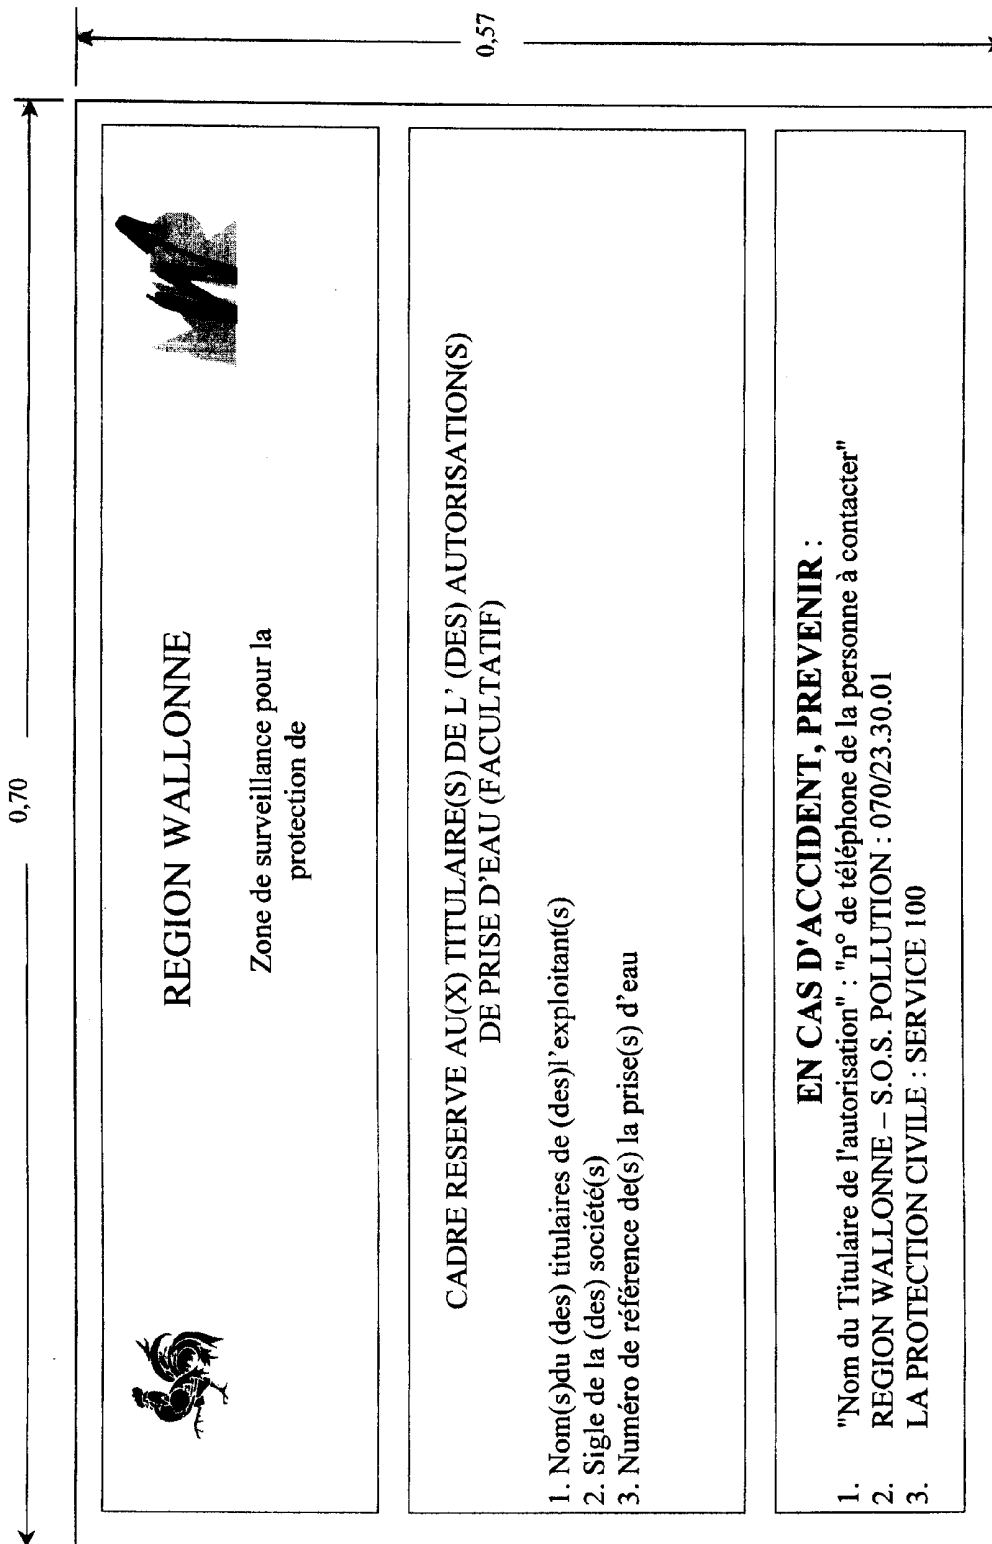 0,70
0,57
REGION WALLONNE
Zone de surveillance pour la
protection de
CADRE RESERVE AU(X) TITULAIRE(S) DE L' (DES) AUTORISATION(S)
DE PRISE D'EAU (FACULTATIF)
1. Nom(s)du (des) titulaires de (des)l'exploitant(s)
2. Sigle de la (des) société(s)
3. Numéro de référence de(s) la prise(s) d'eau
EN CAS D'ACCIDENT, PREVENIR :
1. "Nom du Titulaire de l'autorisation" : "n° de téléphone de la personne à contacter"
2. REGION WALLONNE – S.O.S. POLLUTION : 070/23.30.01
3. LA PROTECTION CIVILE : SERVICE 100